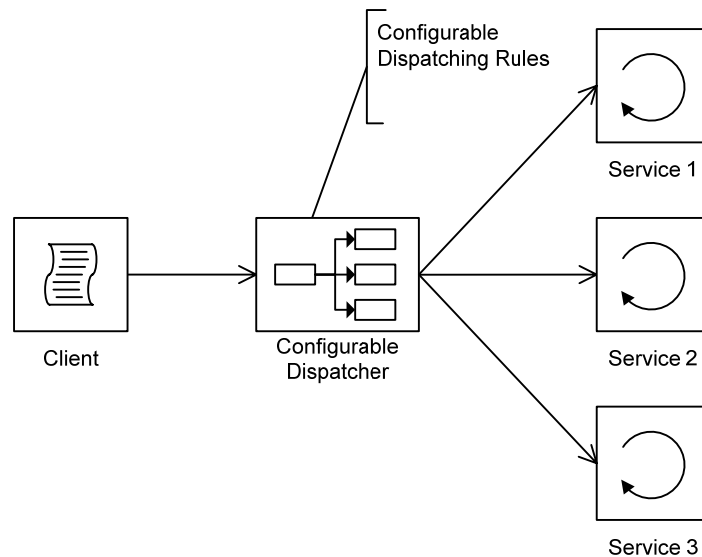 Configurable
Dispatching Rules
Service 1
Client
Configurable
Dispatcher
Service 2
Service 3